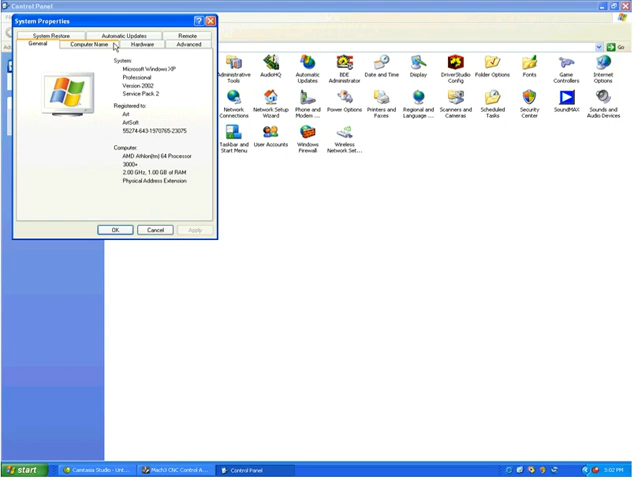 Control Panel
System Properties
System Restore
Automatic Updates
Remote
General
Computer Name
Hardware
Advanced
System:
Microsoft Windows XP
Professional
Version 2002
Service Pack 2
Registered to:
Art
ArtSoft
55274-643-1970765-23075
Computer:
AMD Athlon(tm) 64 Processor
3000+
2.00 GHz, 1.00 GB of RAM
Physical Address Extension
OK
Cancel
Apply
Go
Administrative
Tools
AudioHQ
Automatic
Updates
BDE
Administrator
Date and Time
Display
DriverStudio
Config
Folder Options
Fonts
Game
Controllers
Internet
Options
Network
Connections
Network Setup
Wizard
Phone and
Modem ...
Power Options
Printers and
Faxes
Regional and
Language ...
Scanners and
Cameras
Scheduled
Tasks
Security
Center
SoundMAX
Sounds and
Audio Devices
Taskbar and
Start Menu
User Accounts
Windows
Firewall
Wireless
Network Set...
start
Camtasia Studio - Unt...
Mach3 CNC Control A...
Control Panel
3:02 PM